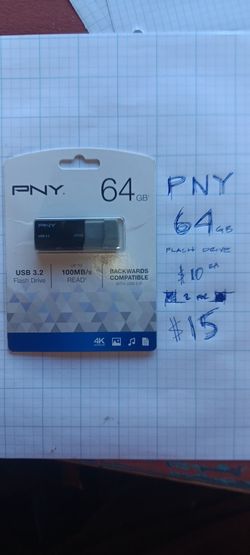 PNY
64GB
PNY
USB 3.2
Flash Drive
100MB/s
READ
BACKWARDS
COMPATIBLE
4K
PNY
64GB
FLASH DRIVE
$10 EA
$15